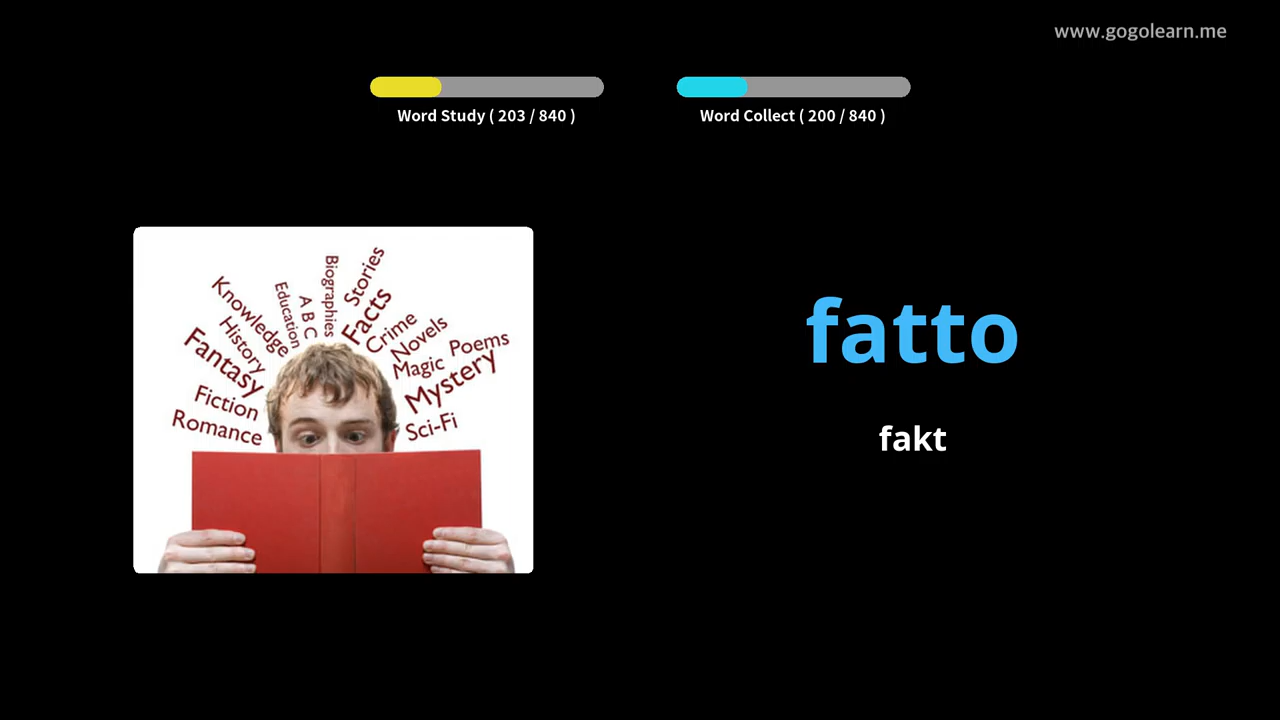 www.gogolearn.me
Word Study ( 203 / 840 )
Word Collect ( 200 / 840 )
Knowledge
History
Fantasy
Fiction
Romance
Education
A B C
Biographies
Stories
Facts
Crime
Novels
Magic
Poems
Mystery
Sci-Fi
fatto
fakt